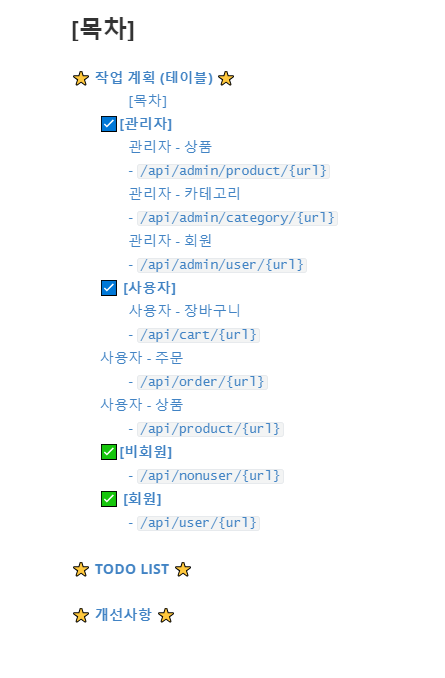 [목차]
⭐ 작업 계획 (테이블) ⭐
[목차]
☑ [관리자]
관리자 - 상품
- /api/admin/product/{url}
관리자 - 카테고리
- /api/admin/category/{url}
관리자 - 회원
- /api/admin/user/{url}
☑ [사용자]
사용자 - 장바구니
- /api/cart/{url}
사용자 - 주문
- /api/order/{url}
사용자 - 상품
- /api/product/{url}
✅ [비회원]
- /api/nonuser/{url}
✅ [회원]
- /api/user/{url}
⭐ TODO LIST ⭐
⭐ 개선사항 ⭐